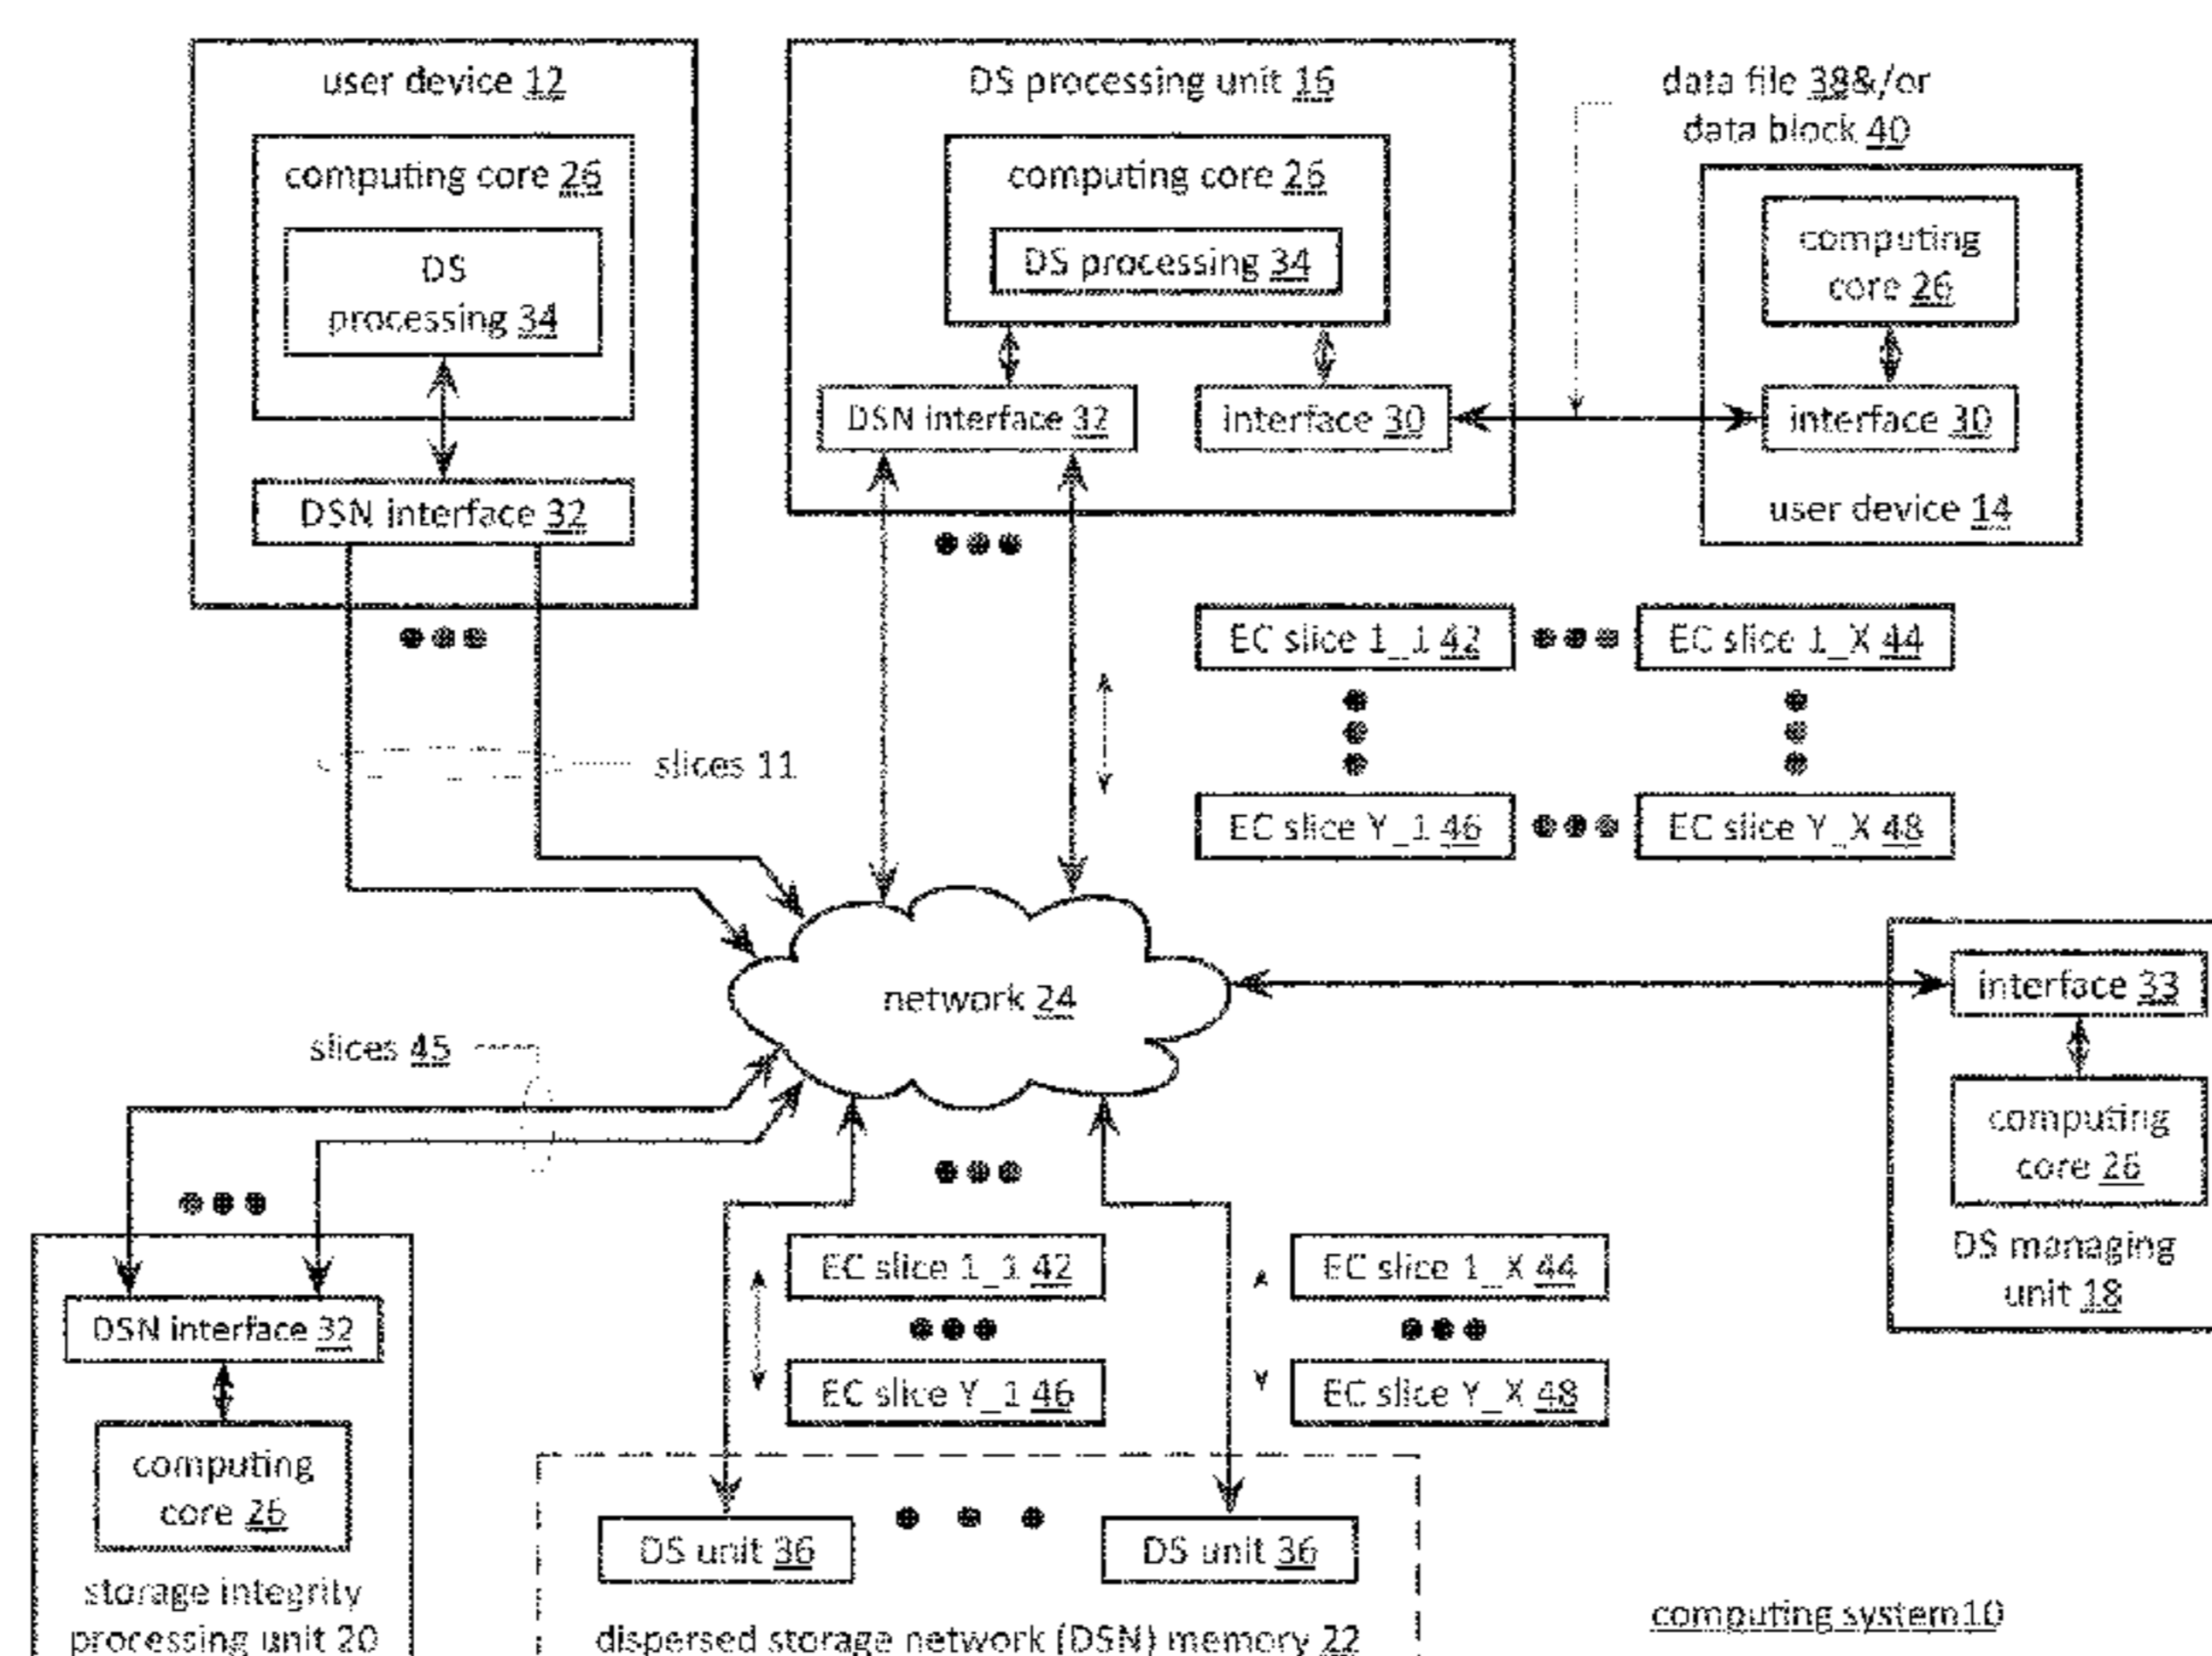 user device 12
computing core 26
DS
processing 34
DSN interface 32
DS processing unit 16
computing core 26
DS processing 34
DSN interface 32
interface 30
data file 38&/or
data block 40
computing
core 26
interface 30
user device 14
EC slice 1_1 42
EC slice 1_X 44
EC slice Y_1 46
EC slice Y_X 48
slices 11
network 24
interface 33
computing
core 26
DS managing
unit 18
slices 45
DSN interface 32
computing
core 26
storage integrity
processing unit 20
EC slice 1_1 42
EC slice Y_1 46
EC slice 1_X 44
EC slice Y_X 48
DS unit 36
DS unit 36
dispersed storage network (DSN) memory 22
computing system10